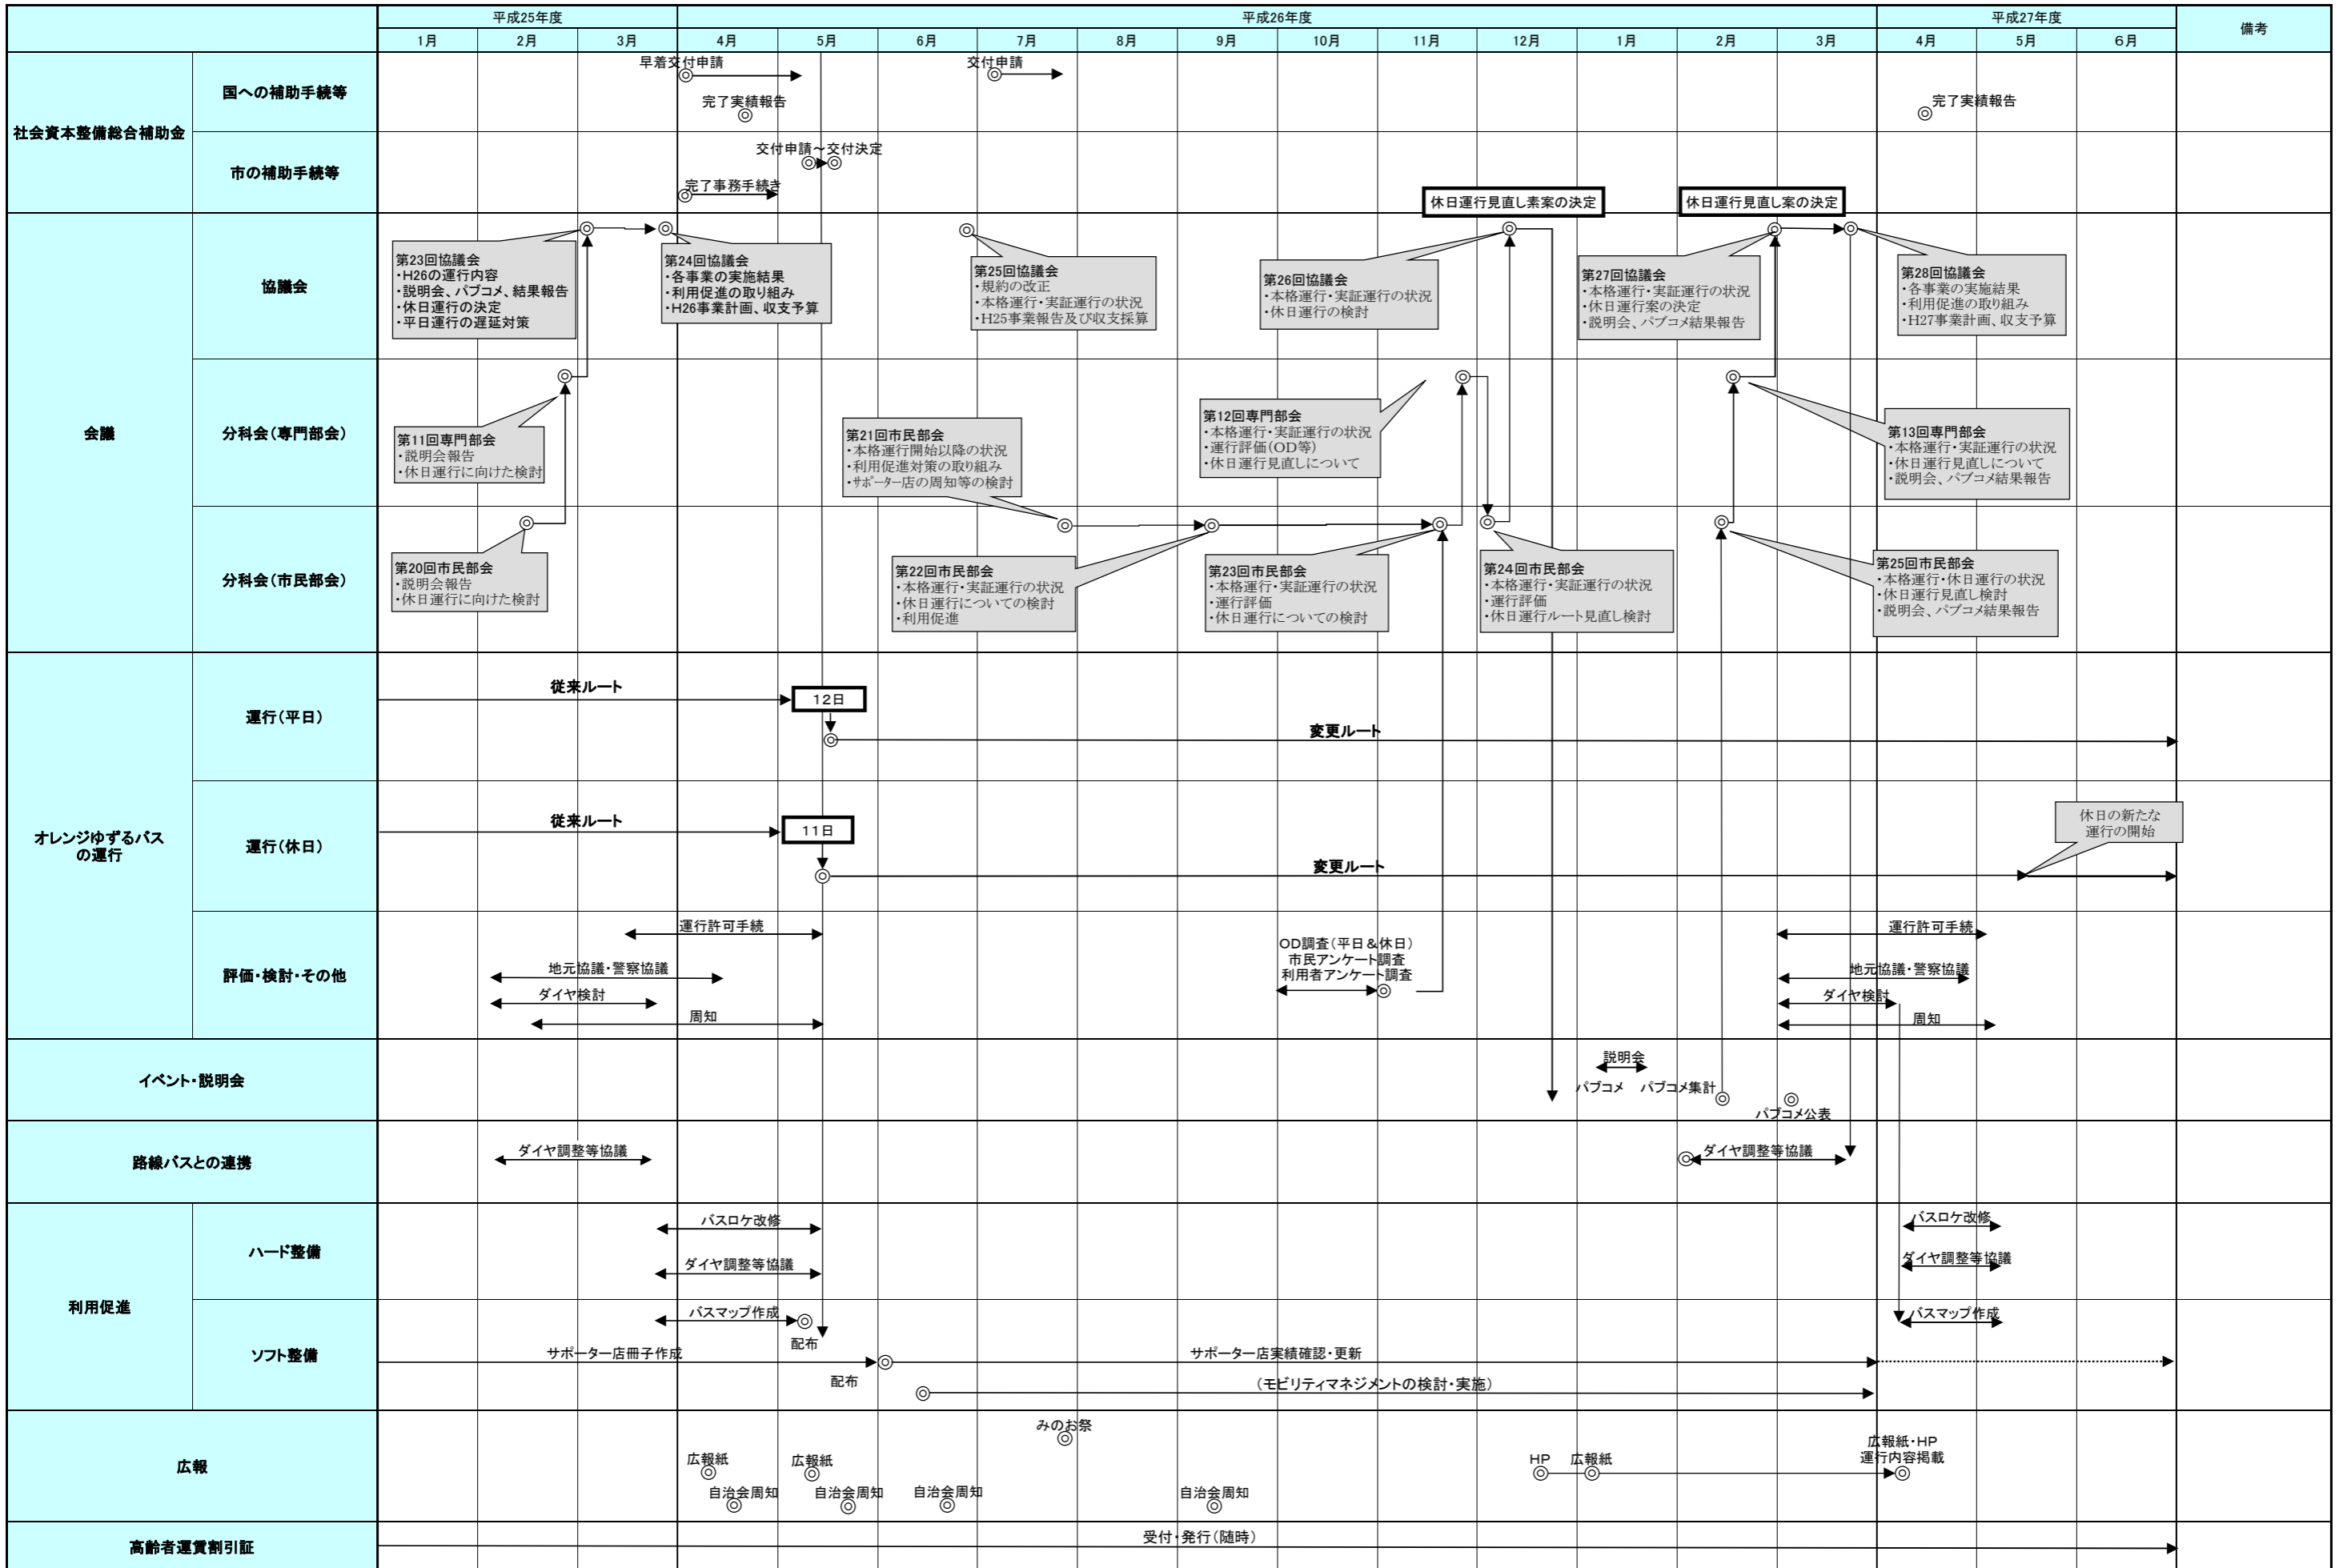 平成25年度
平成26年度
平成27年度
備考
1月
2月
3月
4月
5月
6月
7月
8月
9月
10月
11月
12月
1月
2月
3月
4月
5月
6月
社会資本整備総合補助金
国への補助手続等
早着交付申請
交付申請
完了実績報告
完了実績報告
市の補助手続等
交付申請～交付決定
完了事務手続き
休日運行見直し素案の決定
休日運行見直し案の決定
会議
協議会
第23回協議会
・H26の運行内容
・説明会、パブコメ、結果報告
・休日運行の決定
・平日運行の遅延対策
第24回協議会
・各事業の実施結果
・利用促進の取り組み
・H26事業計画、収支予算
第25回協議会
・規約の改正
・本格運行・実証運行の状況
・H25事業報告及び収支採算
第26回協議会
・本格運行・実証運行の状況
・休日運行の検討
第27回協議会
・本格運行・実証運行の状況
・休日運行案の決定
・説明会、パブコメ結果報告
第28回協議会
・各事業の実施結果
・利用促進の取り組み
・H27事業計画、収支予算
分科会（専門部会）
第11回専門部会
・説明会報告
・休日運行に向けた検討
第21回市民部会
・本格運行開始以降の状況
・利用促進対策の取り組み
・サポーター店の周知等の検討
第12回専門部会
・本格運行・実証運行の状況
・運行評価（OD等）
・休日運行見直しについて
第13回専門部会
・本格運行・実証運行の状況
・休日運行見直しについて
・説明会、パブコメ結果報告
分科会（市民部会）
第20回市民部会
・説明会報告
・休日運行に向けた検討
第22回市民部会
・本格運行・実証運行の状況
・休日運行についての検討
・利用促進
第23回市民部会
・本格運行・実証運行の状況
・運行評価
・休日運行についての検討
第24回市民部会
・本格運行・実証運行の状況
・運行評価
・休日運行ルート見直し検討
第25回市民部会
・本格運行・休日運行の状況
・休日運行見直し検討
・説明会、パブコメ結果報告
オレンジゆずるバス
の運行
運行（平日）
従来ルート
12日
変更ルート
運行（休日）
従来ルート
11日
変更ルート
休日の新たな
運行の開始
評価・検討・その他
運行許可手続
地元協議・警察協議
ダイヤ検討
周知
OD調査（平日＆休日）
市民アンケート調査
利用者アンケート調査
運行許可手続
地元協議・警察協議
ダイヤ検討
周知
イベント・説明会
説明会
パブコメ
パブコメ集計
パブコメ公表
路線バスとの連携
ダイヤ調整等協議
ダイヤ調整等協議
利用促進
ハード整備
バスロケ改修
ダイヤ調整等協議
バスロケ改修
ダイヤ調整等協議
ソフト整備
バスマップ作成
配布
バスマップ作成
サポーター店冊子作成
配布
サポーター店実績確認・更新
（モビリティマネジメントの検討・実施）
広報
みのお祭
広報紙
広報紙
HP
広報紙
広報紙・HP
運行内容掲載
自治会周知
自治会周知
自治会周知
自治会周知
高齢者運賃割引証
受付・発行（随時）